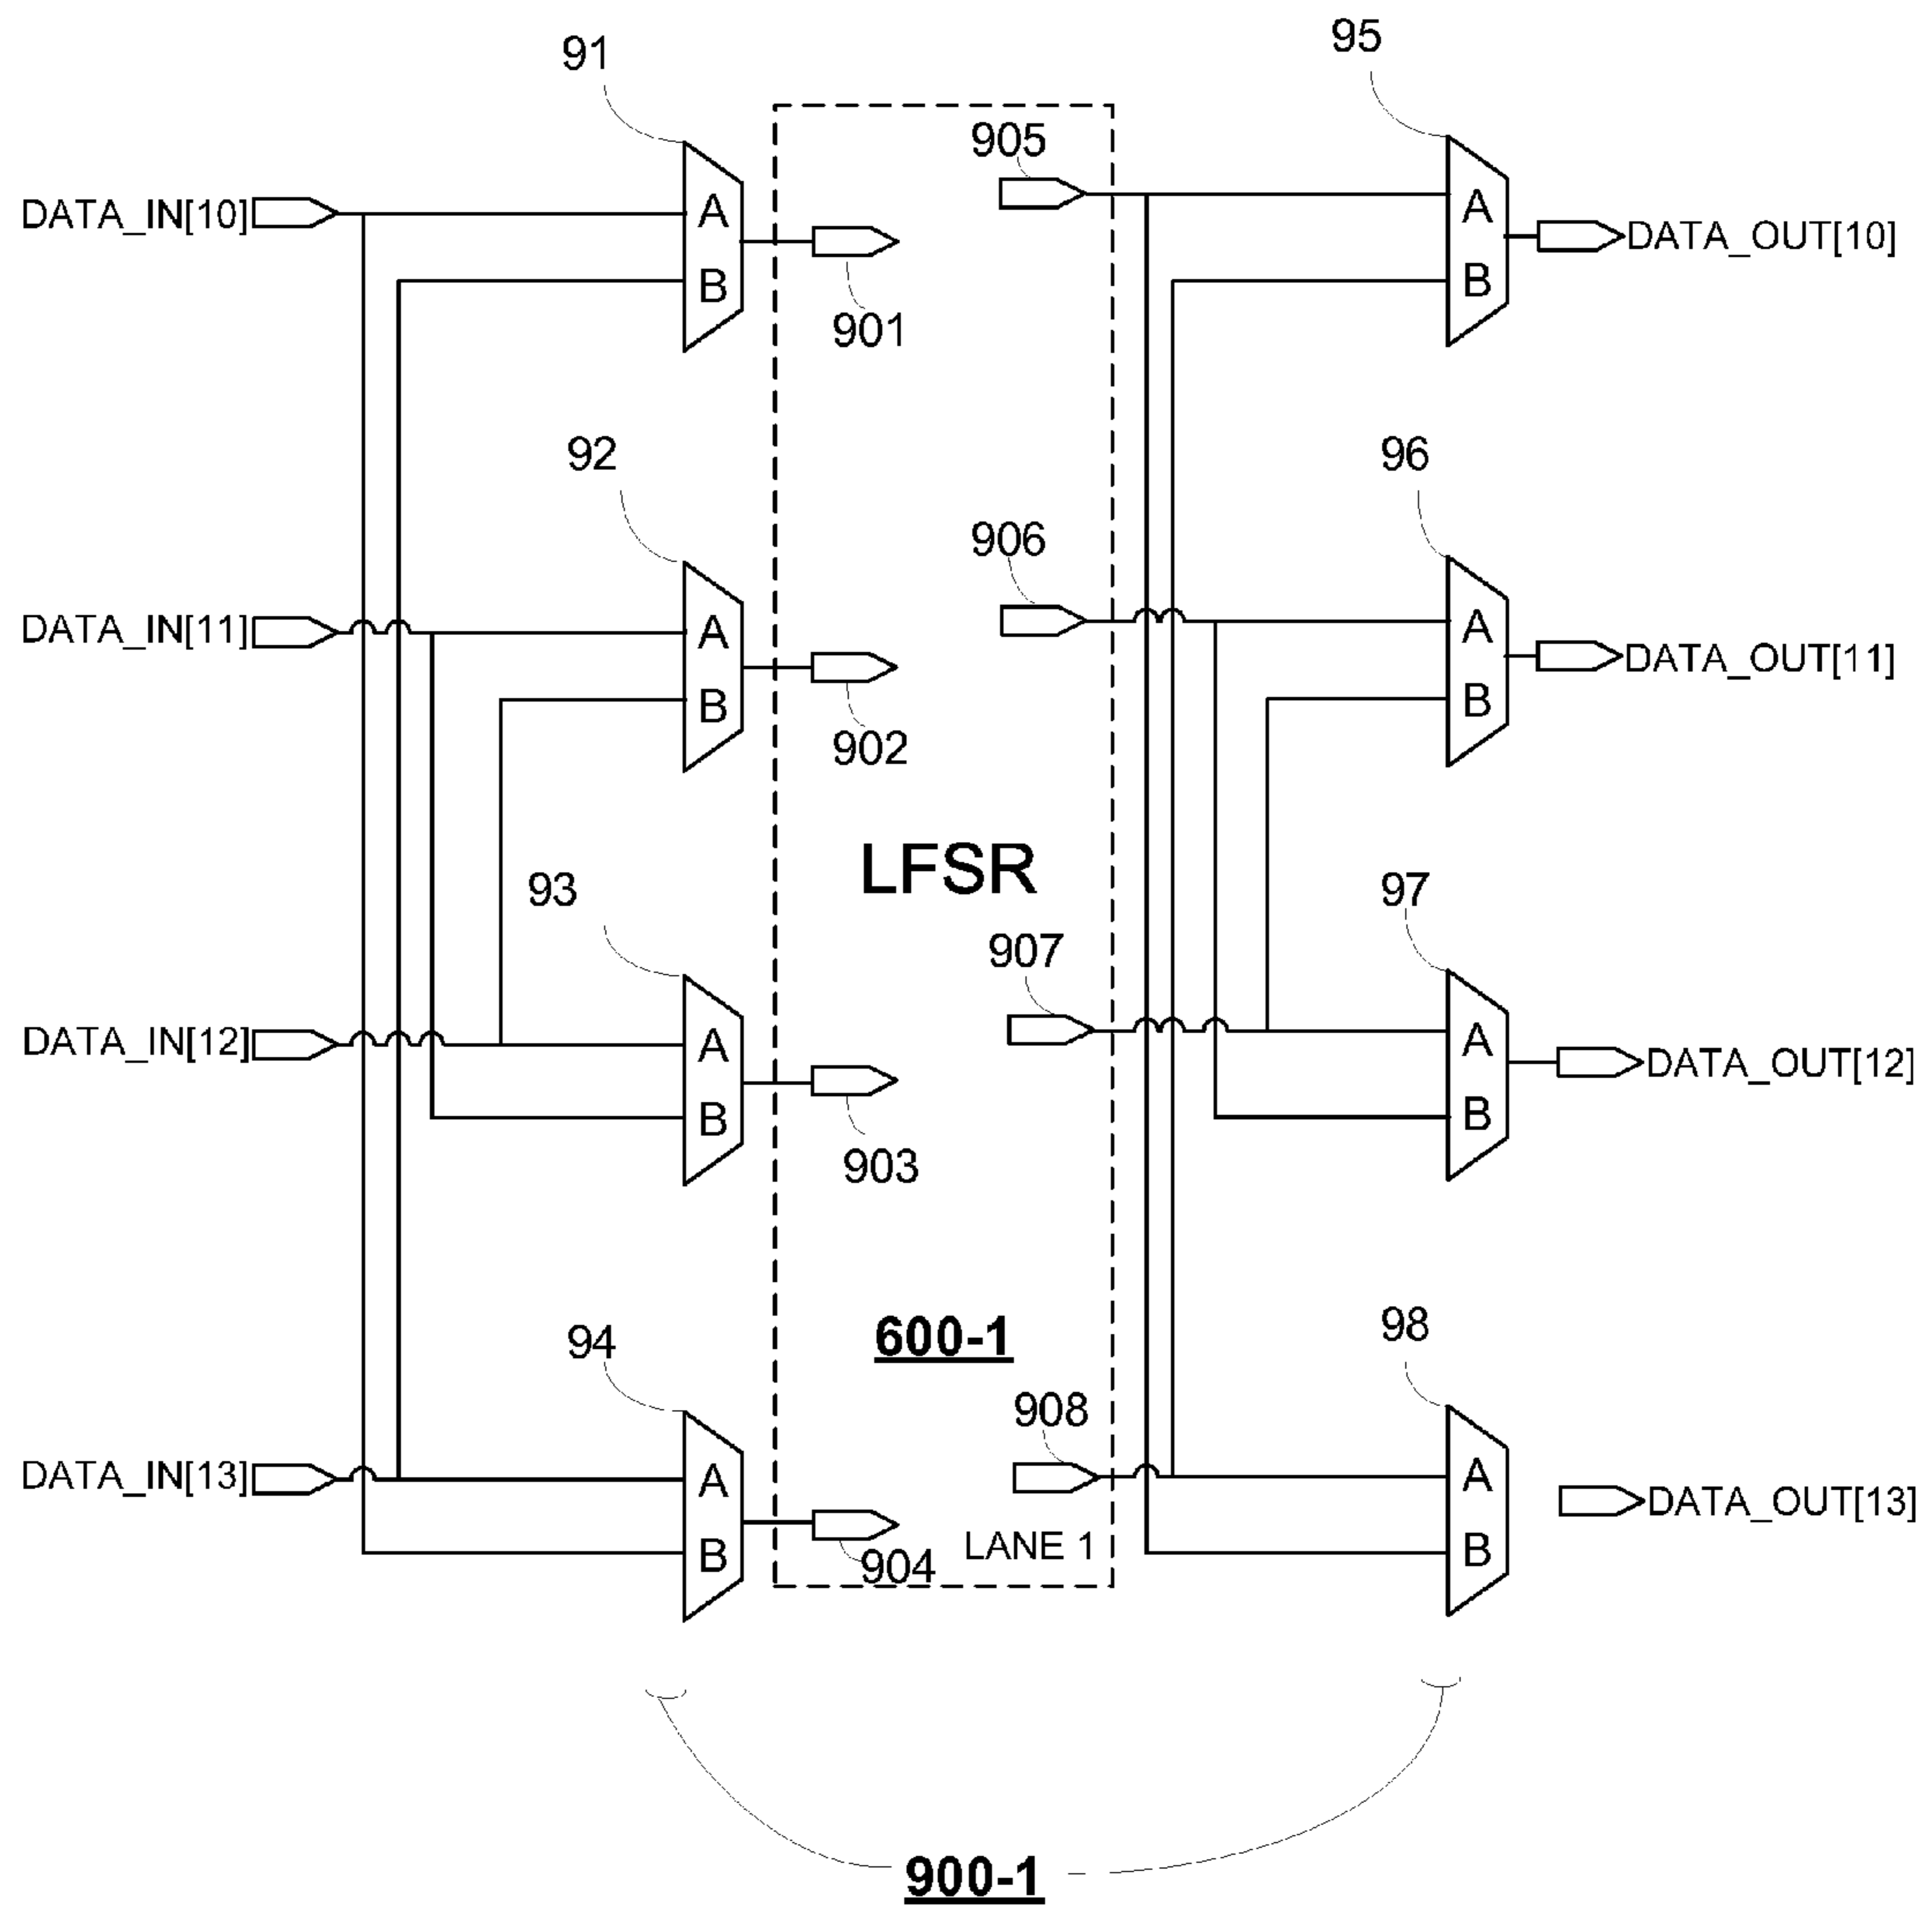 91
95
905
DATA_IN[10]
A
B
901
A
B
DATA_OUT[10]
92
96
906
DATA_IN[11]
A
B
902
A
B
DATA_OUT[11]
LFSR
93
97
907
DATA_IN[12]
A
B
903
A
B
DATA_OUT[12]
600-1
94
98
908
DATA_IN[13]
A
B
904
LANE 1
A
B
DATA_OUT[13]
900-1